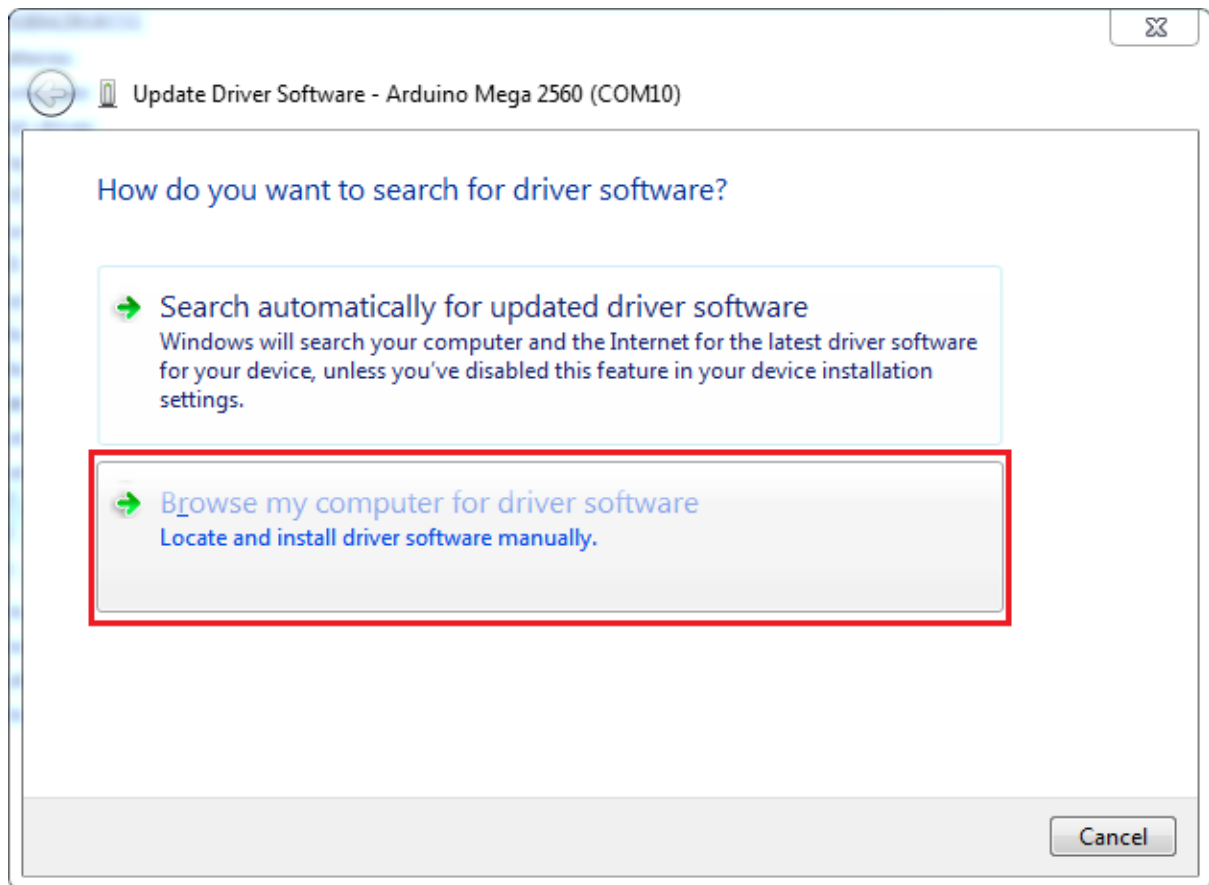 Update Driver Software - Arduino Mega 2560 (COM10)
How do you want to search for driver software?
Search automatically for updated driver software
Windows will search your computer and the Internet for the latest driver software
for your device, unless you've disabled this feature in your device installation
settings.
Browse my computer for driver software
Locate and install driver software manually.
Cancel